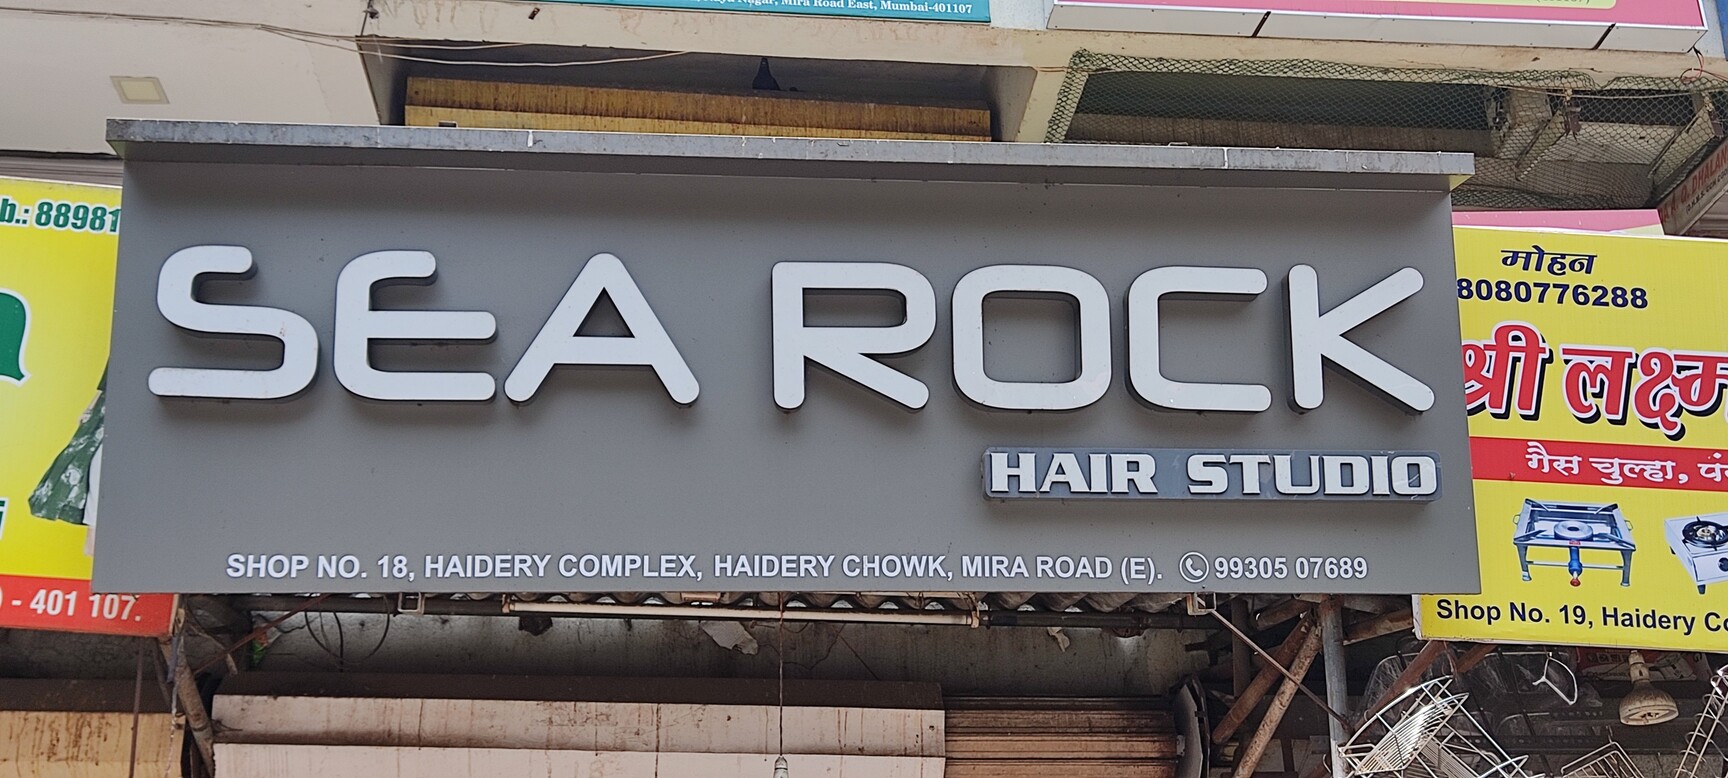 Nagar, Mira Road East, Mumbai-401107
b.: 88981
SEA ROCK
HAIR STUDIO
SHOP NO. 18, HAIDERY COMPLEX, HAIDERY CHOWK, MIRA ROAD (E). 99305 07689
- 401 107.
मोहन
8080776288
श्री लक्ष्म
गैस चुल्हा,
Shop No. 19, Haidery Co